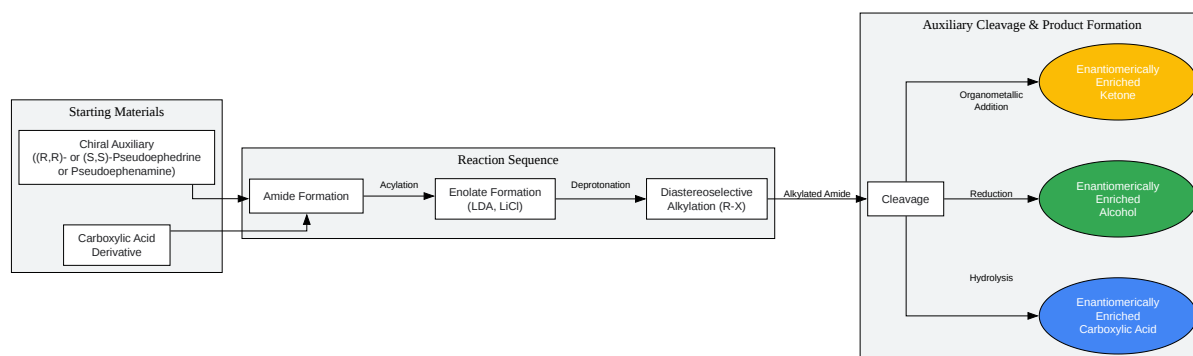 Starting Materials
Chiral Auxiliary
((R,R)- or (S,S)-Pseudoephedrine
or Pseudoephenamine)
Carboxylic Acid
Derivative
Reaction Sequence
Amide Formation
Acylation
Enolate Formation
(LDA, LiCl)
Deprotonation
Diastereoselective
Alkylation (R-X)
Alkylated Amide
Auxiliary Cleavage & Product Formation
Cleavage
Organometallic
Addition
Enantiomerically
Enriched
Ketone
Reduction
Enantiomerically
Enriched
Alcohol
Hydrolysis
Enantiomerically
Enriched
Carboxylic Acid